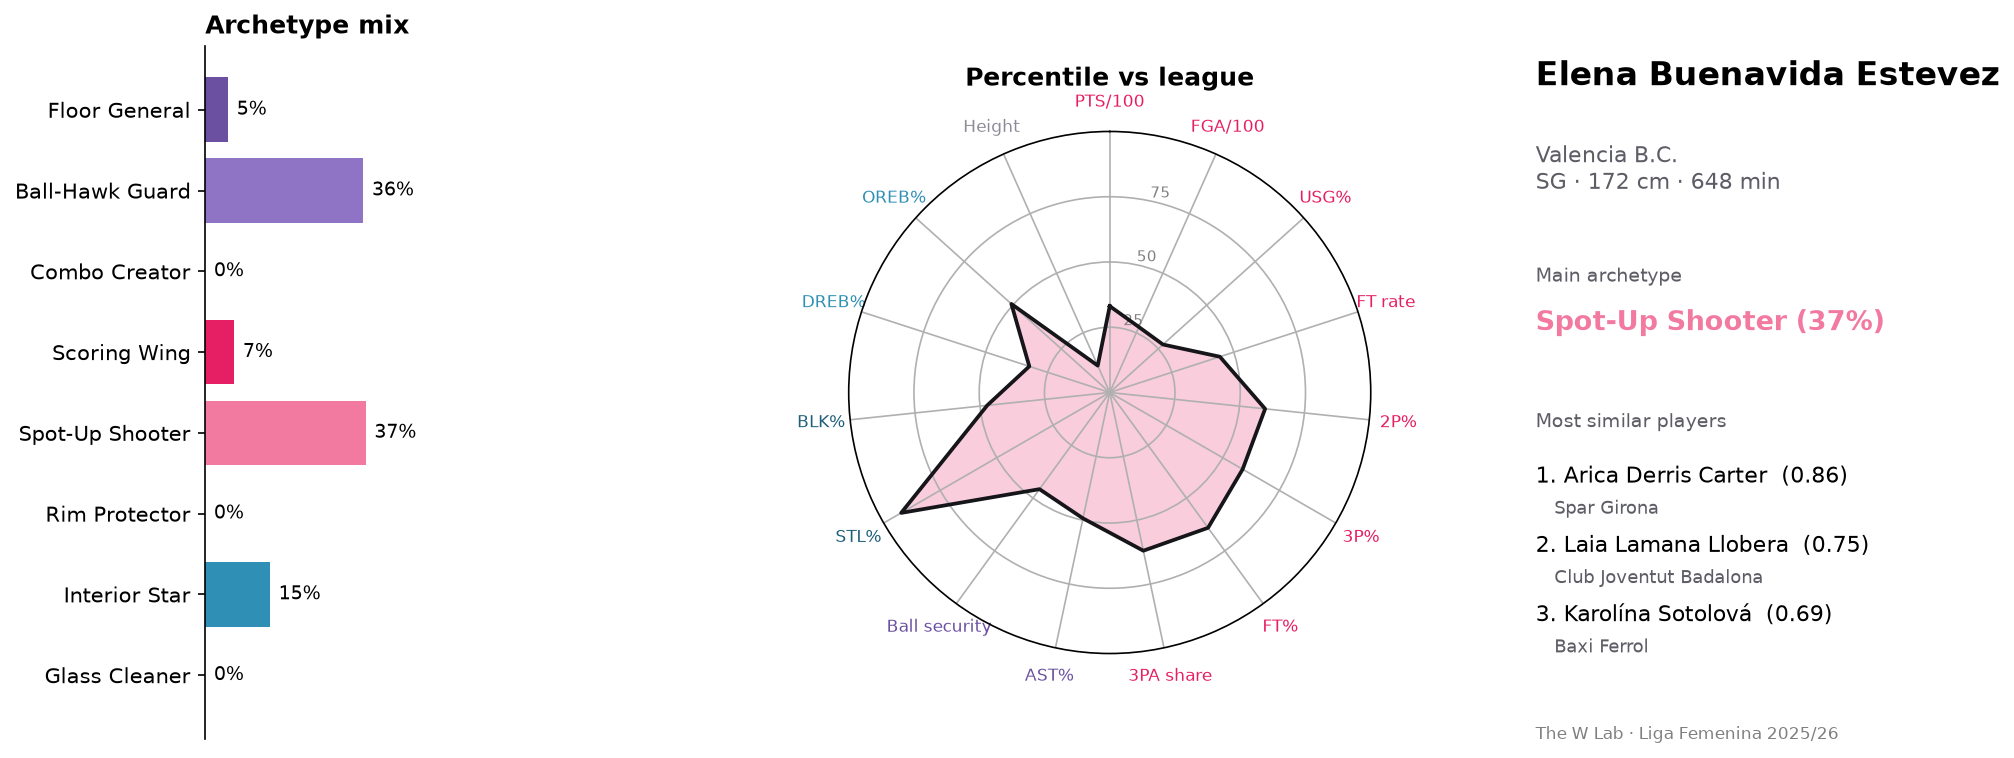 Archetype mix
Floor General
5%
Ball-Hawk Guard
36%
Combo Creator
0%
Scoring Wing
7%
Spot-Up Shooter
37%
Rim Protector
0%
Interior Star
15%
Glass Cleaner
0%
Percentile vs league
PTS/100
FGA/100
USG%
FT rate
2P%
3P%
FT%
3PA share
AST%
Ball security
STL%
BLK%
DREB%
OREB%
Height
75
50
25
Elena Buenavida Estevez
Valencia B.C.
SG · 172 cm · 648 min
Main archetype
Spot-Up Shooter (37%)
Most similar players
1. Arica Derris Carter (0.86)
Spar Girona
2. Laia Lamana Llobera (0.75)
Club Joventut Badalona
3. Karolína Sotolová (0.69)
Baxi Ferrol
The W Lab · Liga Femenina 2025/26